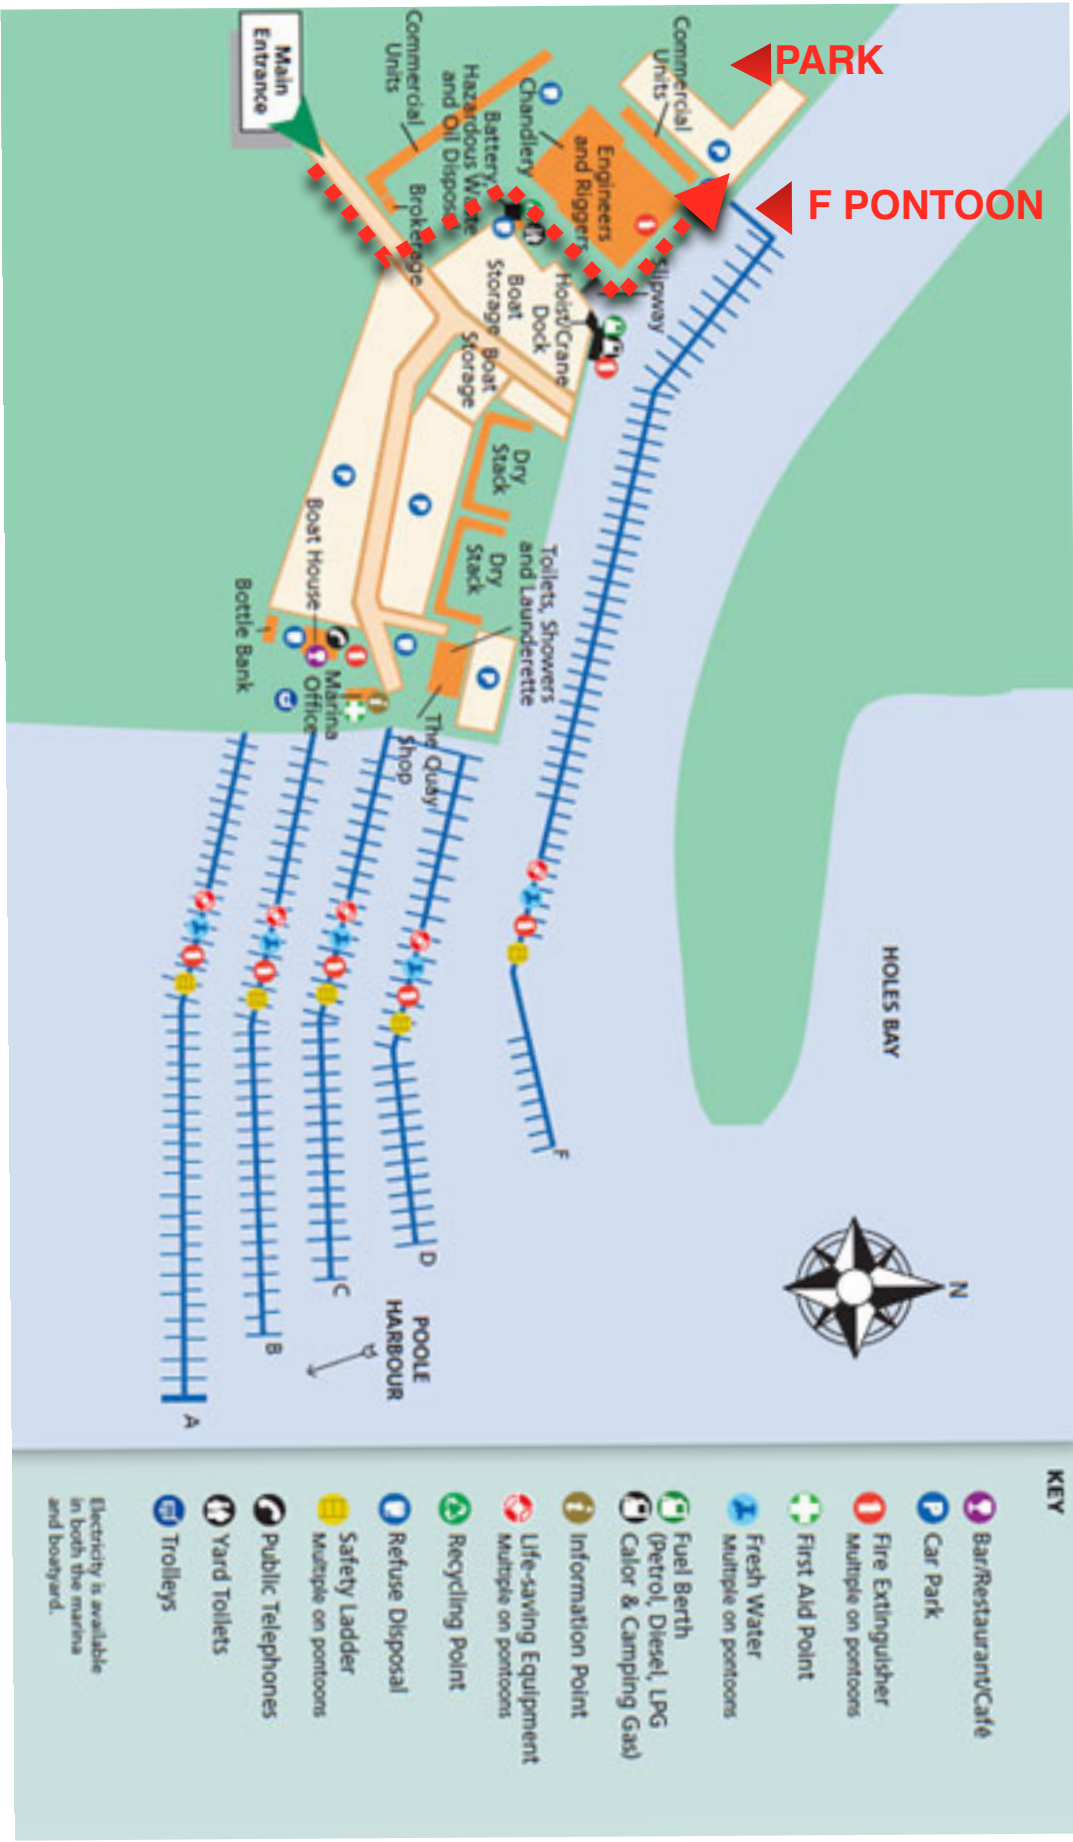 PARK
F PONTOON
Main
Entrance
Commercial
Units
Commercial
Units
Chandlery
Battery,
Hazardous Waste
and Oil Disposal
Engineers
and Riggers
Brokerage
Slipway
Hoist/Crane
Dock
Boat
Storage
Boat
Storage
Dry
Stack
Dry
Stack
Toilets, Showers
and Launderette
Boat House
Bottle Bank
Marina
Office
The Quay
Shop
HOLES BAY
POOLE
HARBOUR
N
F
D
C
B
A
KEY
Bar/Restaurant/Café
Car Park
Fire Extinguisher
Multiple on pontoons
First Aid Point
Fresh Water
Multiple on pontoons
Fuel Berth
(Petrol, Diesel, LPG
Calor & Camping Gas)
Information Point
Life-saving Equipment
Multiple on pontoons
Recycling Point
Refuse Disposal
Safety Ladder
Multiple on pontoons
Public Telephones
Yard Toilets
Trolleys
Electricity is available
in both the marina
and boatyard.